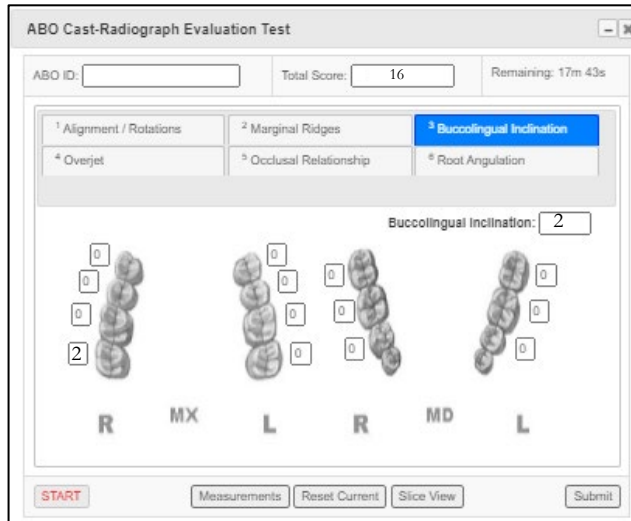 ABO Cast-Radiograph Evaluation Test
ABO ID: Total Score: 16 Remaining: 17m 43s
1 Alignment / Rotations 2 Marginal Ridges 3 Buccolingual Inclination
4 Overjet 5 Occlusal Relationship 6 Root Angulation
Buccolingual Inclination: 2
0 0 0 0
0 0 0 0
0 0 0 0
2 0
R MX L R MD L
START Measurements Reset Current Slice View Submit